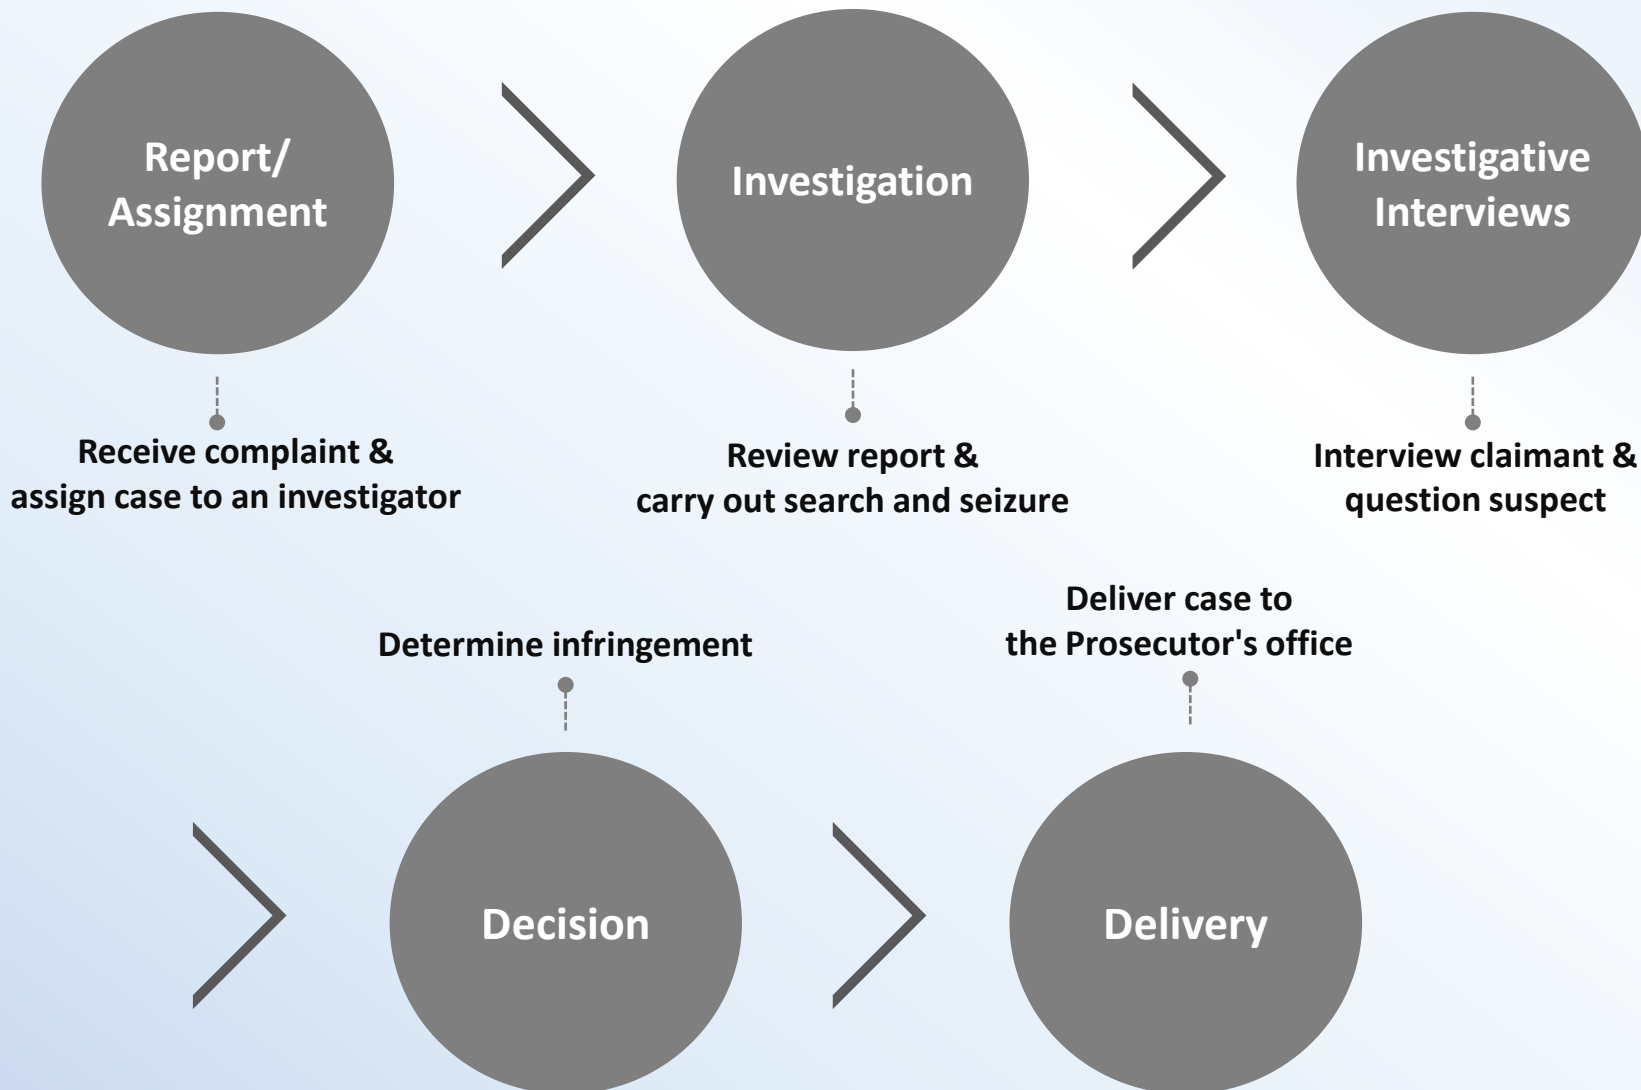 Report/
Assignment
Investigation
Investigative
Interviews
Receive complaint &
assign case to an investigator
Review report &
carry out search and seizure
Interview claimant &
question suspect
Determine infringement
Deliver case to
the Prosecutor's office
Decision
Delivery